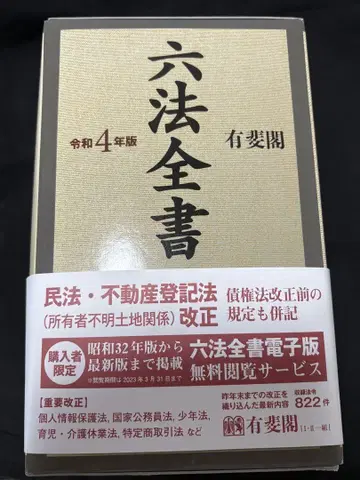 六法全書
令和4年版
有斐閣
民法・不動産登記法
(所有者不明土地関係) 改正
債権法改正前の
規定も併記
購入者
限定
昭和32年版から
最新版まで掲載
※閲覧期限は2023年3月31日まで
六法全書電子版
無料閲覧サービス
【重要改正】
個人情報保護法, 国家公務員法, 少年法,
育児・介護休業法, 特定商取引法 など
昨年末までの改正を
織り込んだ最新内容
収録法令
822件
有斐閣
[I・II一組]